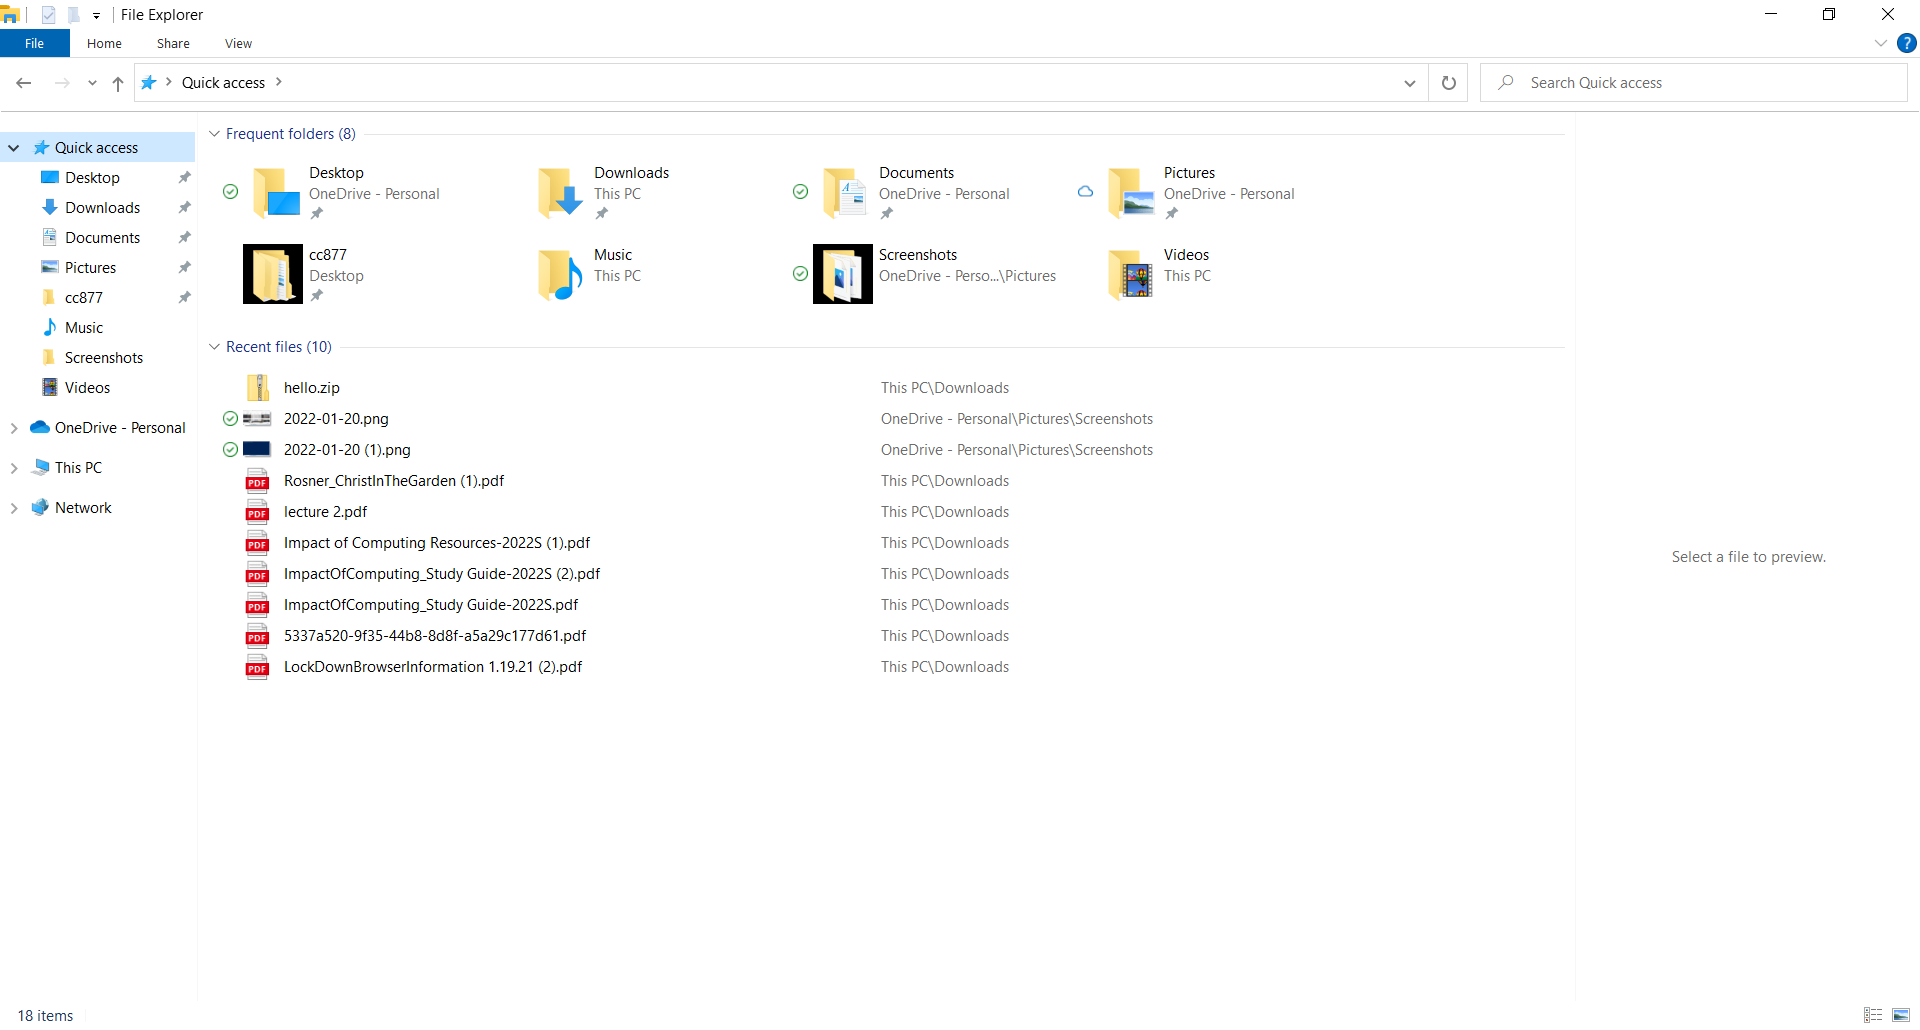 File Explorer
File Home Share View
?
Quick access
Search Quick access
Quick access
Desktop
Downloads
Documents
Pictures
cc877
Music
Screenshots
Videos
OneDrive - Personal
This PC
Network
Frequent folders (8)
Desktop
OneDrive - Personal
Downloads
This PC
Documents
OneDrive - Personal
Pictures
OneDrive - Personal
cc877
Desktop
Music
This PC
Screenshots
OneDrive - Perso...\Pictures
Videos
This PC
Recent files (10)
hello.zip This PC\Downloads
2022-01-20.png OneDrive - Personal\Pictures\Screenshots
2022-01-20 (1).png OneDrive - Personal\Pictures\Screenshots
PDF Rosner_ChristInTheGarden (1).pdf This PC\Downloads
PDF lecture 2.pdf This PC\Downloads
PDF Impact of Computing Resources-2022S (1).pdf This PC\Downloads
PDF ImpactOfComputing_Study Guide-2022S (2).pdf This PC\Downloads
PDF ImpactOfComputing_Study Guide-2022S.pdf This PC\Downloads
PDF 5337a520-9f35-44b8-8d8f-a5a29c177d61.pdf This PC\Downloads
PDF LockDownBrowserInformation 1.19.21 (2).pdf This PC\Downloads
Select a file to preview.
18 items